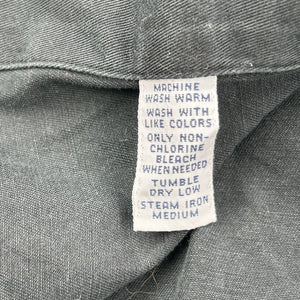 MACHINE
WASH WARM
WASH WITH
LIKE COLORS
ONLY NON-
CHLORINE
BLEACH
WHEN NEEDED
TUMBLE
DRY LOW
STEAM IRON
MEDIUM